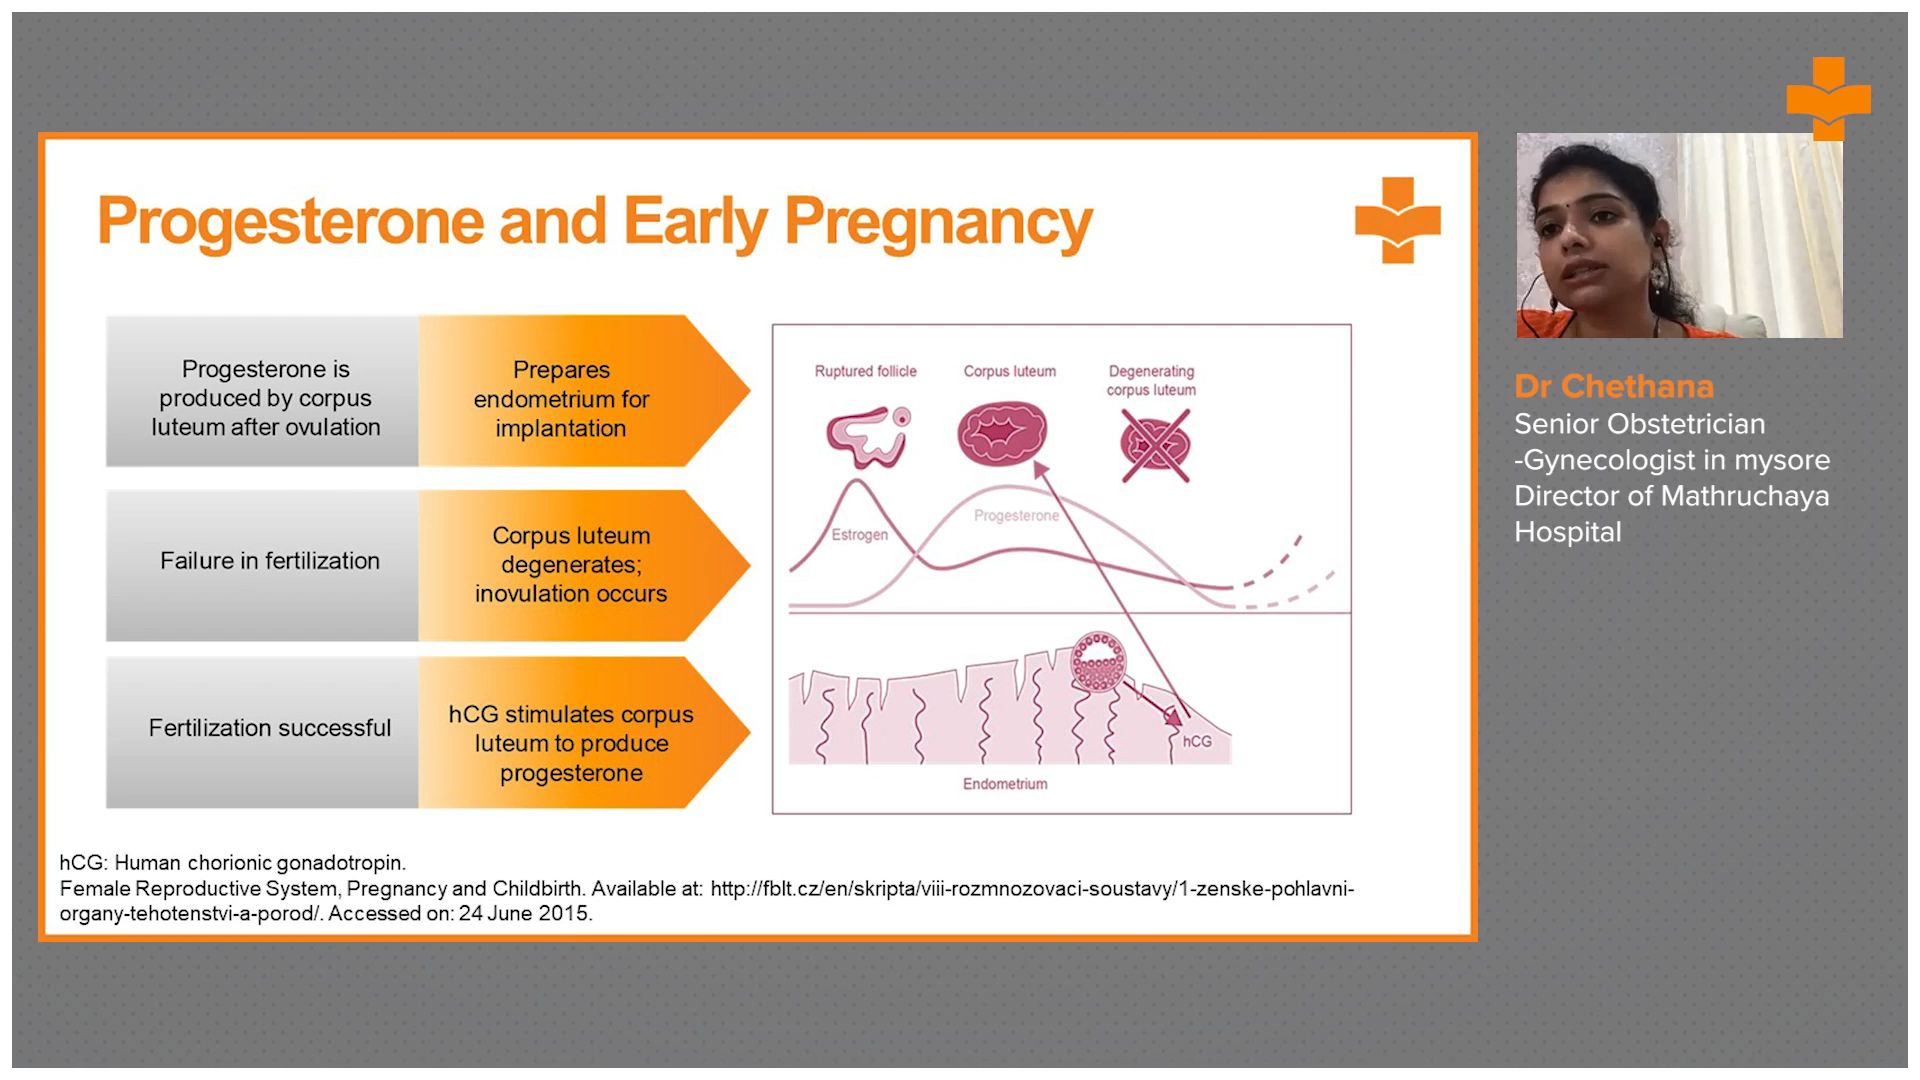 Progesterone and Early Pregnancy
Progesterone is
produced by corpus
luteum after ovulation
Prepares
endometrium for
implantation
Failure in fertilization
Corpus luteum
degenerates;
inovulation occurs
Fertilization successful
hCG stimulates corpus
luteum to produce
progesterone
Ruptured follicle
Corpus luteum
Degenerating
corpus luteum
Estrogen
Progesterone
hCG
Endometrium
hCG: Human chorionic gonadotropin.
Female Reproductive System, Pregnancy and Childbirth. Available at: http://fblt.cz/en/skripta/viii-rozmnozovaci-soustavy/1-zenske-pohlavni-
organy-tehotenstvi-a-porod/. Accessed on: 24 June 2015.
Dr Chethana
Senior Obstetrician
-Gynecologist in mysore
Director of Mathruchaya
Hospital